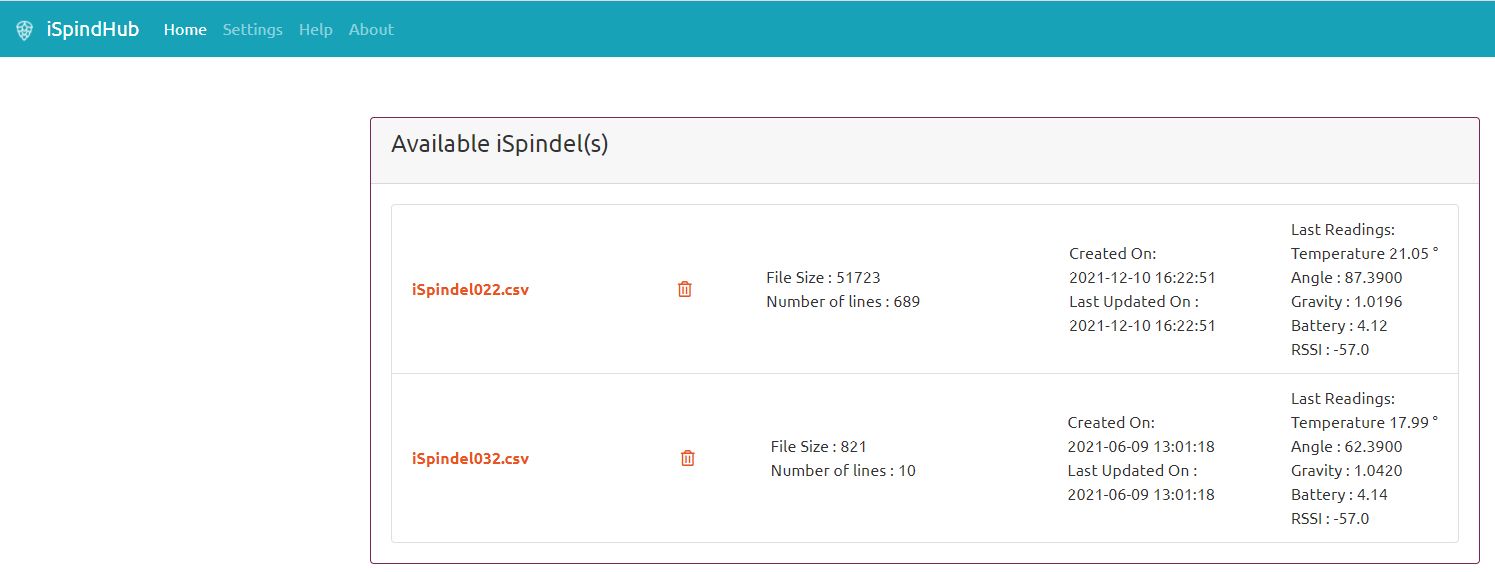 iSpindHub Home Settings Help About
Available iSpindel(s)
iSpindel022.csv
File Size : 51723
Number of lines : 689
Created On:
2021-12-10 16:22:51
Last Updated On :
2021-12-10 16:22:51
Last Readings:
Temperature 21.05 °
Angle : 87.3900
Gravity : 1.0196
Battery : 4.12
RSSI : -57.0
iSpindel032.csv
File Size : 821
Number of lines : 10
Created On:
2021-06-09 13:01:18
Last Updated On :
2021-06-09 13:01:18
Last Readings:
Temperature 17.99 °
Angle : 62.3900
Gravity : 1.0420
Battery : 4.14
RSSI : -57.0